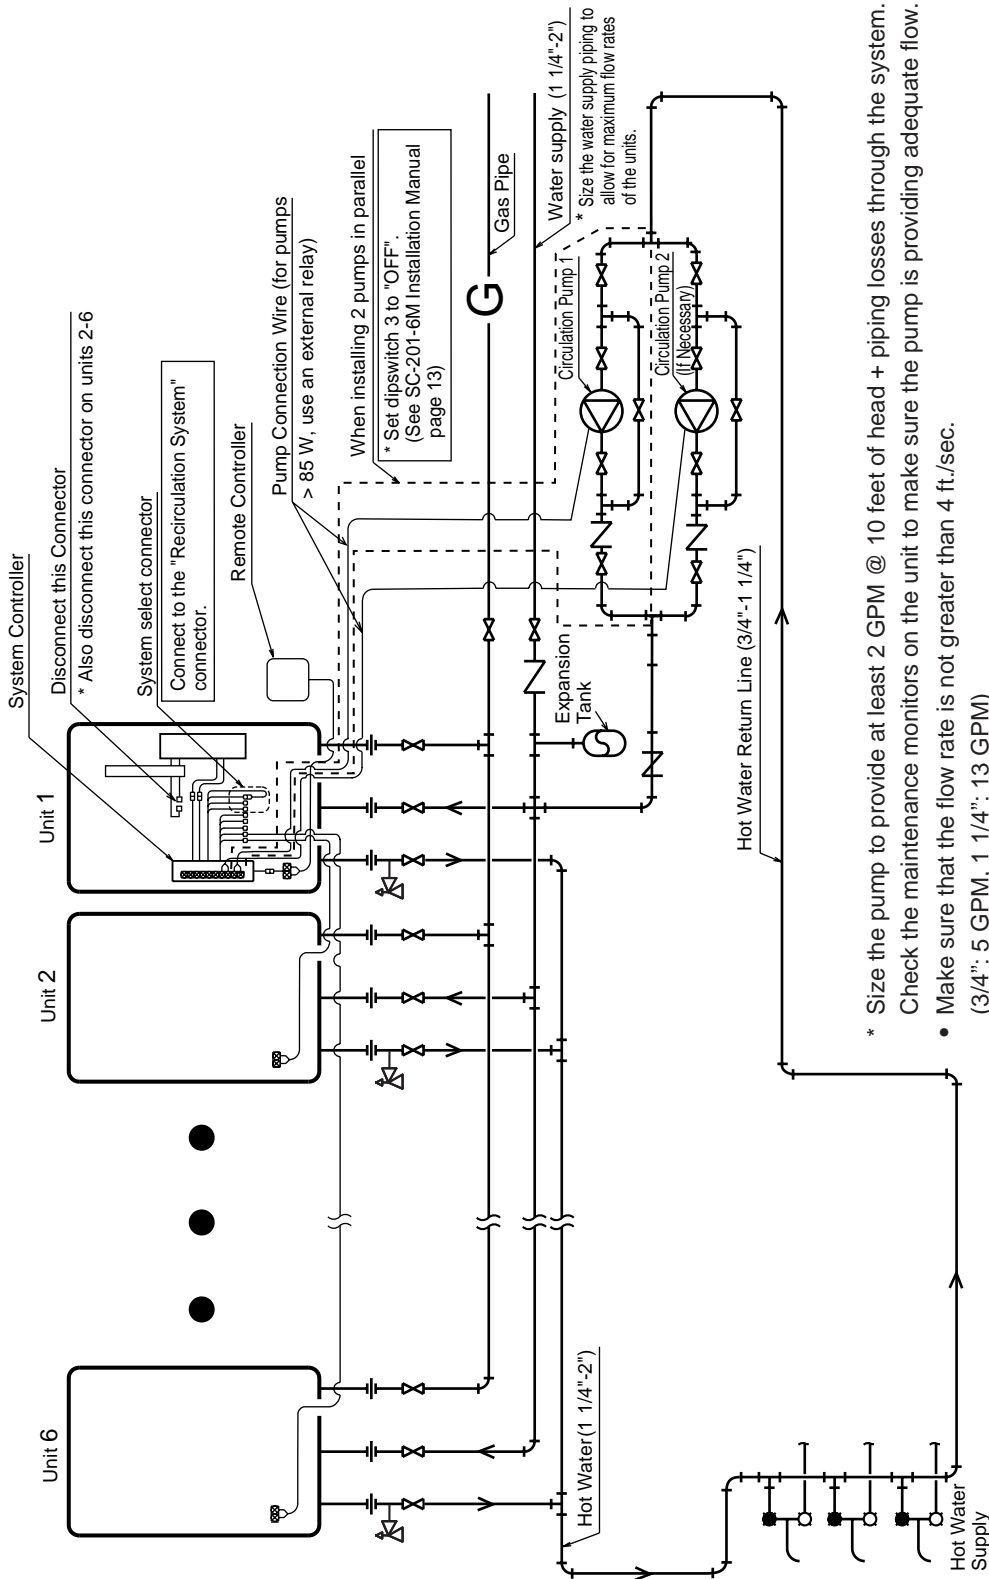 System Controller
Disconnect this Connector
* Also disconnect this connector on units 2-6
System select connector
Connect to the "Recirculation System"
connector.
Remote Controller
Pump Connection Wire (for pumps
> 85 W, use an external relay)
When installing 2 pumps in parallel
* Set dipswitch 3 to "OFF".
(See SC-201-6M Installation Manual
page 13)
G
Gas Pipe
Water supply (1 1/4"-2")
* Size the water supply piping to
allow for maximum flow rates
of the units.
Unit 1
Unit 2
Unit 6
Expansion
Tank
Circulation Pump 1
Circulation Pump 2
(If Necessary)
Hot Water Return Line (3/4"-1 1/4")
Hot Water (1 1/4"-2")
Hot Water
Supply
* Size the pump to provide at least 2 GPM @ 10 feet of head + piping losses through the system.
Check the maintenance monitors on the unit to make sure the pump is providing adequate flow.
• Make sure that the flow rate is not greater than 4 ft./sec.
(3/4”: 5 GPM, 1 1/4”: 13 GPM)